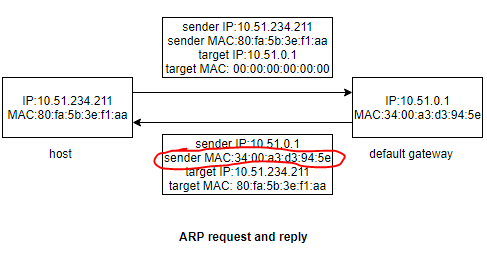 sender IP:10.51.234.211
sender MAC:80:fa:5b:3e:f1:aa
target IP:10.51.0.1
target MAC: 00:00:00:00:00:00
IP:10.51.234.211
MAC:80:fa:5b:3e:f1:aa
IP:10.51.0.1
MAC:34:00:a3:d3:94:5e
host
default gateway
sender IP:10.51.0.1
sender MAC:34:00:a3:d3:94:5e
target IP:10.51.234.211
target MAC: 80:fa:5b:3e:f1:aa
ARP request and reply